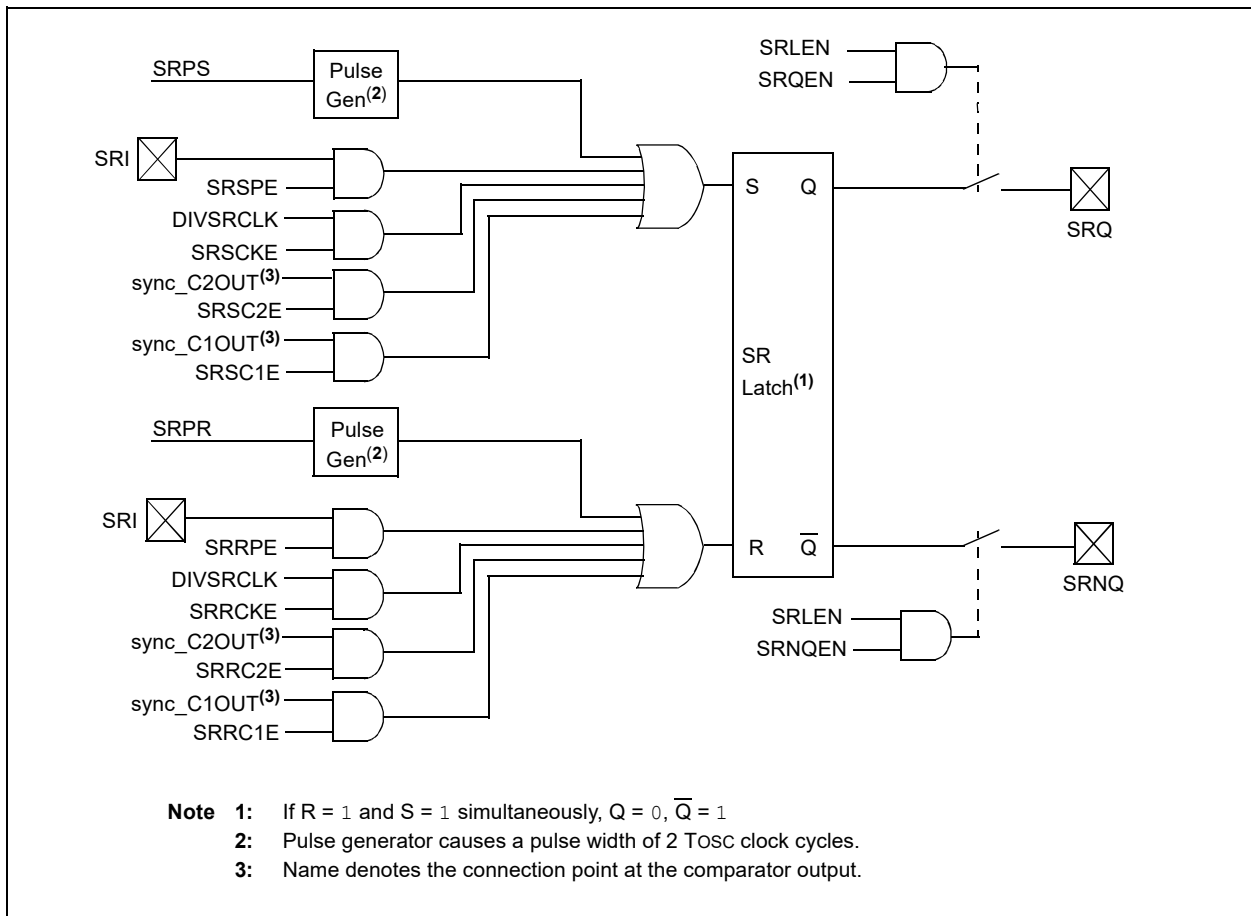 SRPS
Pulse
Gen(2)
SRLEN
SRQEN
SRI
SRSPE
DIVSRCLK
SRSCKE
sync_C2OUT(3)
SRSC2E
sync_C1OUT(3)
SRSC1E
S Q
SRQ
SR
Latch(1)
SRPR
Pulse
Gen(2)
SRI
SRRPE
DIVSRCLK
SRRCKE
sync_C2OUT(3)
SRRC2E
sync_C1OUT(3)
SRRC1E
R Q̅
SRNQ
SRLEN
SRNQEN
Note 1: If R = 1 and S = 1 simultaneously, Q = 0, Q̅ = 1
2: Pulse generator causes a pulse width of 2 TOSC clock cycles.
3: Name denotes the connection point at the comparator output.